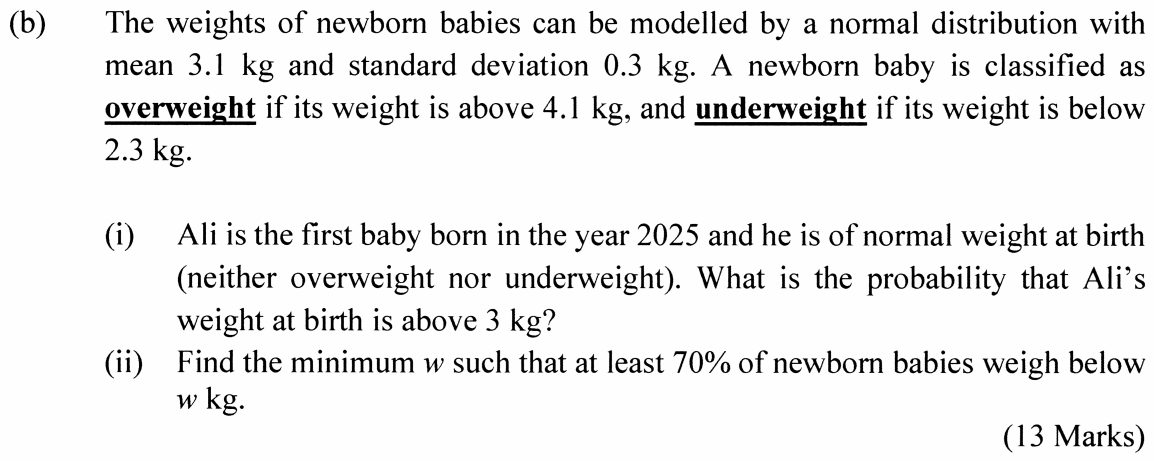 (b) The weights of newborn babies can be modelled by a normal distribution with
mean 3.1 kg and standard deviation 0.3 kg. A newborn baby is classified as
overweight if its weight is above 4.1 kg, and underweight if its weight is below
2.3 kg.
(i) Ali is the first baby born in the year 2025 and he is of normal weight at birth
(neither overweight nor underweight). What is the probability that Ali's
weight at birth is above 3 kg?
(ii) Find the minimum w such that at least 70% of newborn babies weigh below
w kg.
(13 Marks)